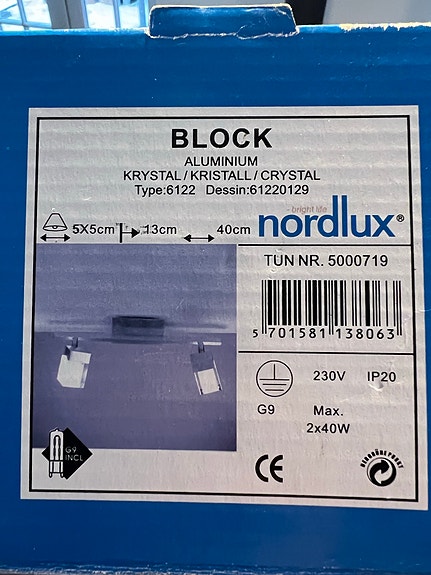 BLOCK
ALUMINIUM
KRYSTAL / KRISTALL / CRYSTAL
Type:6122 Dessin:61220129
- bright life
nordlux®
5X5cm 13cm 40cm
TUN NR. 5000719
5 701581 138063
230V IP20
G9 Max.
2x40W
G9
INCL
CE